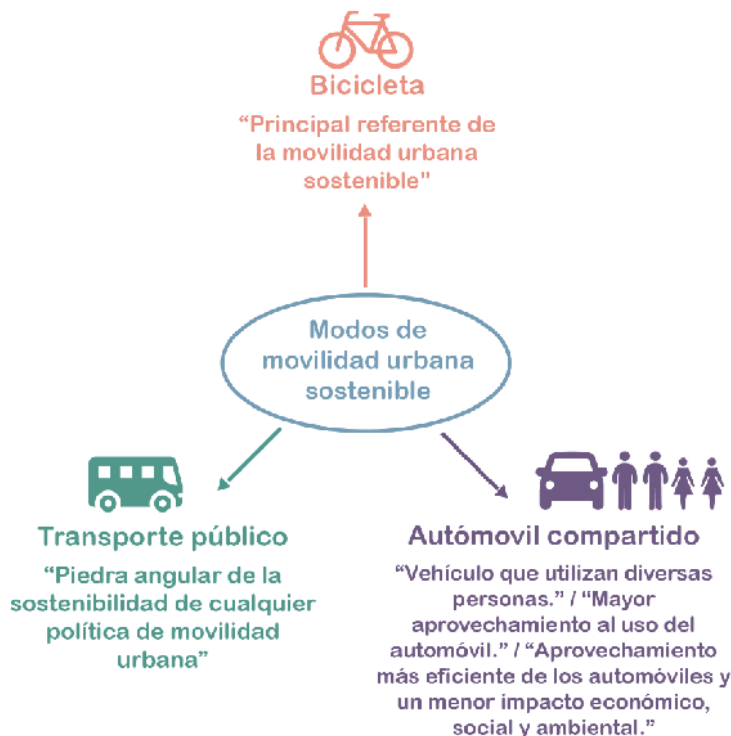 Bicicleta
“Principal referente de
la movilidad urbana
sostenible”
Modos de
movilidad urbana
sostenible
Transporte público
“Piedra angular de la
sostenibilidad de cualquier
política de movilidad
urbana”
Autómovil compartido
“Vehículo que utilizan diversas
personas.” / “Mayor
aprovechamiento al uso del
automóvil.” / “Aprovechamiento
más eficiente de los automóviles y
un menor impacto económico,
social y ambiental.”